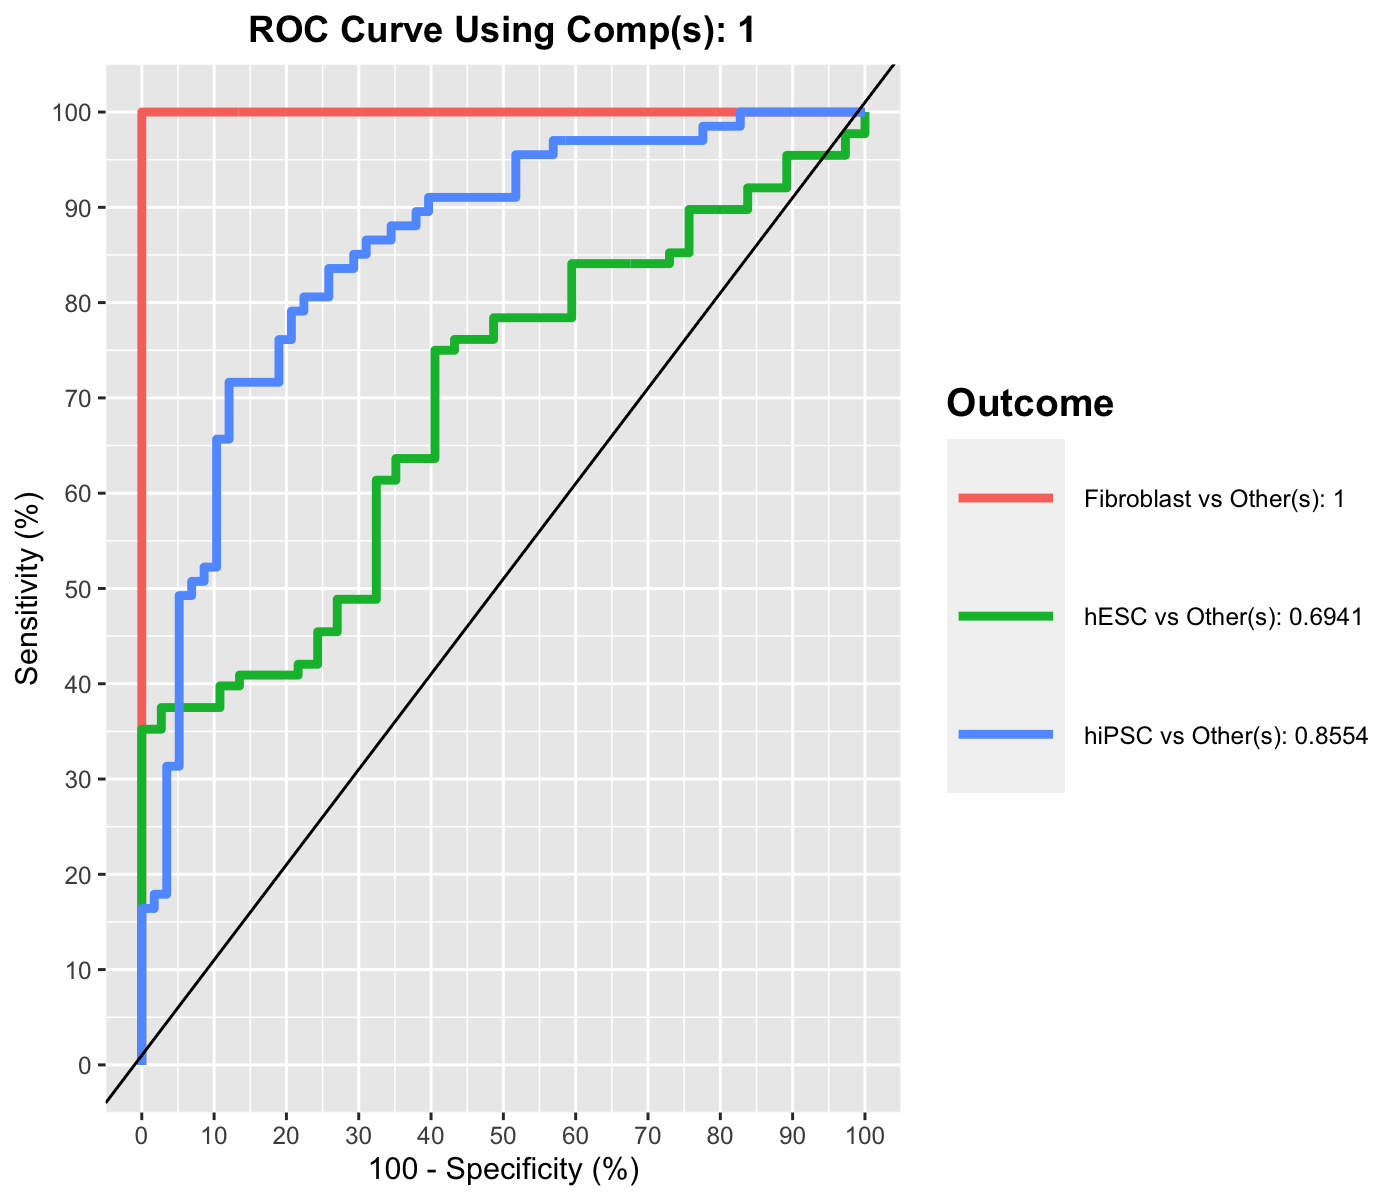 ROC Curve Using Comp(s): 1
Sensitivity (%)
100
90
80
70
60
50
40
30
20
10
0
0 10 20 30 40 50 60 70 80 90 100
100 - Specificity (%)
Outcome
Fibroblast vs Other(s): 1
hESC vs Other(s): 0.6941
hiPSC vs Other(s): 0.8554